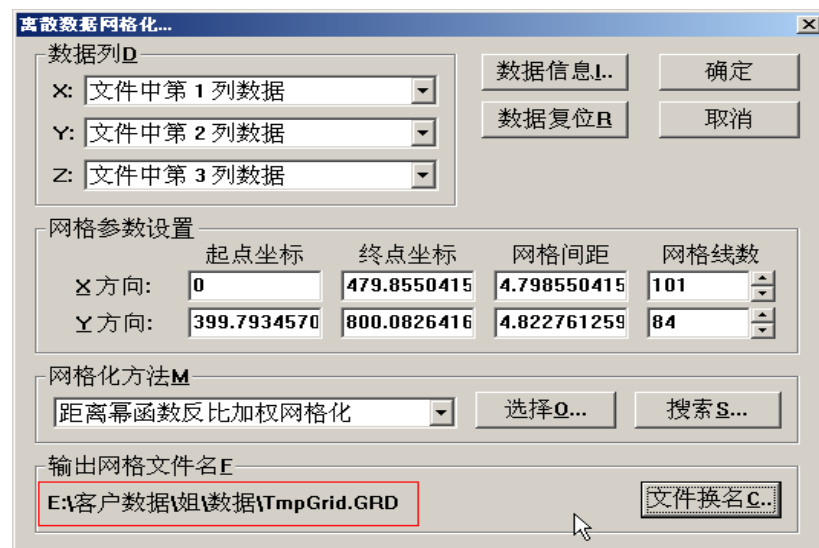 离散数据网格化...
数据列D
X: 文件中第 1 列数据
Y: 文件中第 2 列数据
Z: 文件中第 3 列数据
数据信息I..
确定
数据复位R
取消
网格参数设置
起点坐标 终点坐标 网格间距 网格线数
X方向: 0 479.8550415 4.798550415 101
Y方向: 399.7934570 800.0826416 4.822761259 84
网格化方法M
距离幂函数反比加权网格化 选择O... 搜索S...
输出网格文件名F
E:\客户数据\姐\数据\TmpGrid.GRD 文件换名C..